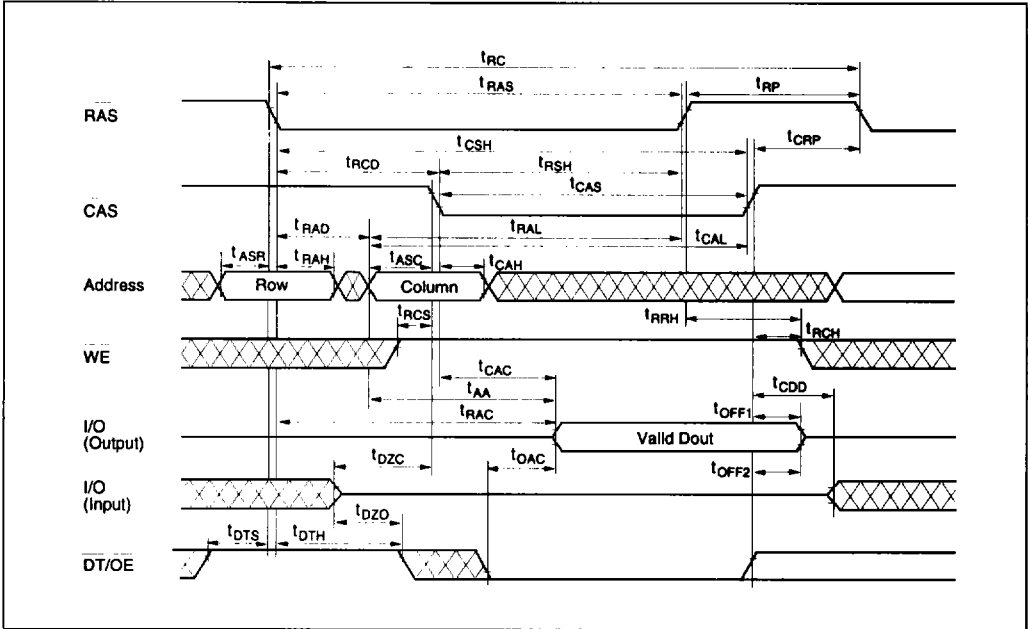 tRC
tRAS
tRP
RAS
tCSH
tCRP
tRCD
tRSH
tCAS
CAS
tRAD
tRAL
tCAL
tASR
tRAH
tASC
tCAH
Address
Row
Column
tRRH
tRCS
tRCH
WE
tCAC
tCDD
tAA
tRAC
tOFF1
I/O
(Output)
Valid Dout
tDZC
tOAC
tOFF2
I/O
(Input)
tDZO
tDTS
tDTH
DT/OE